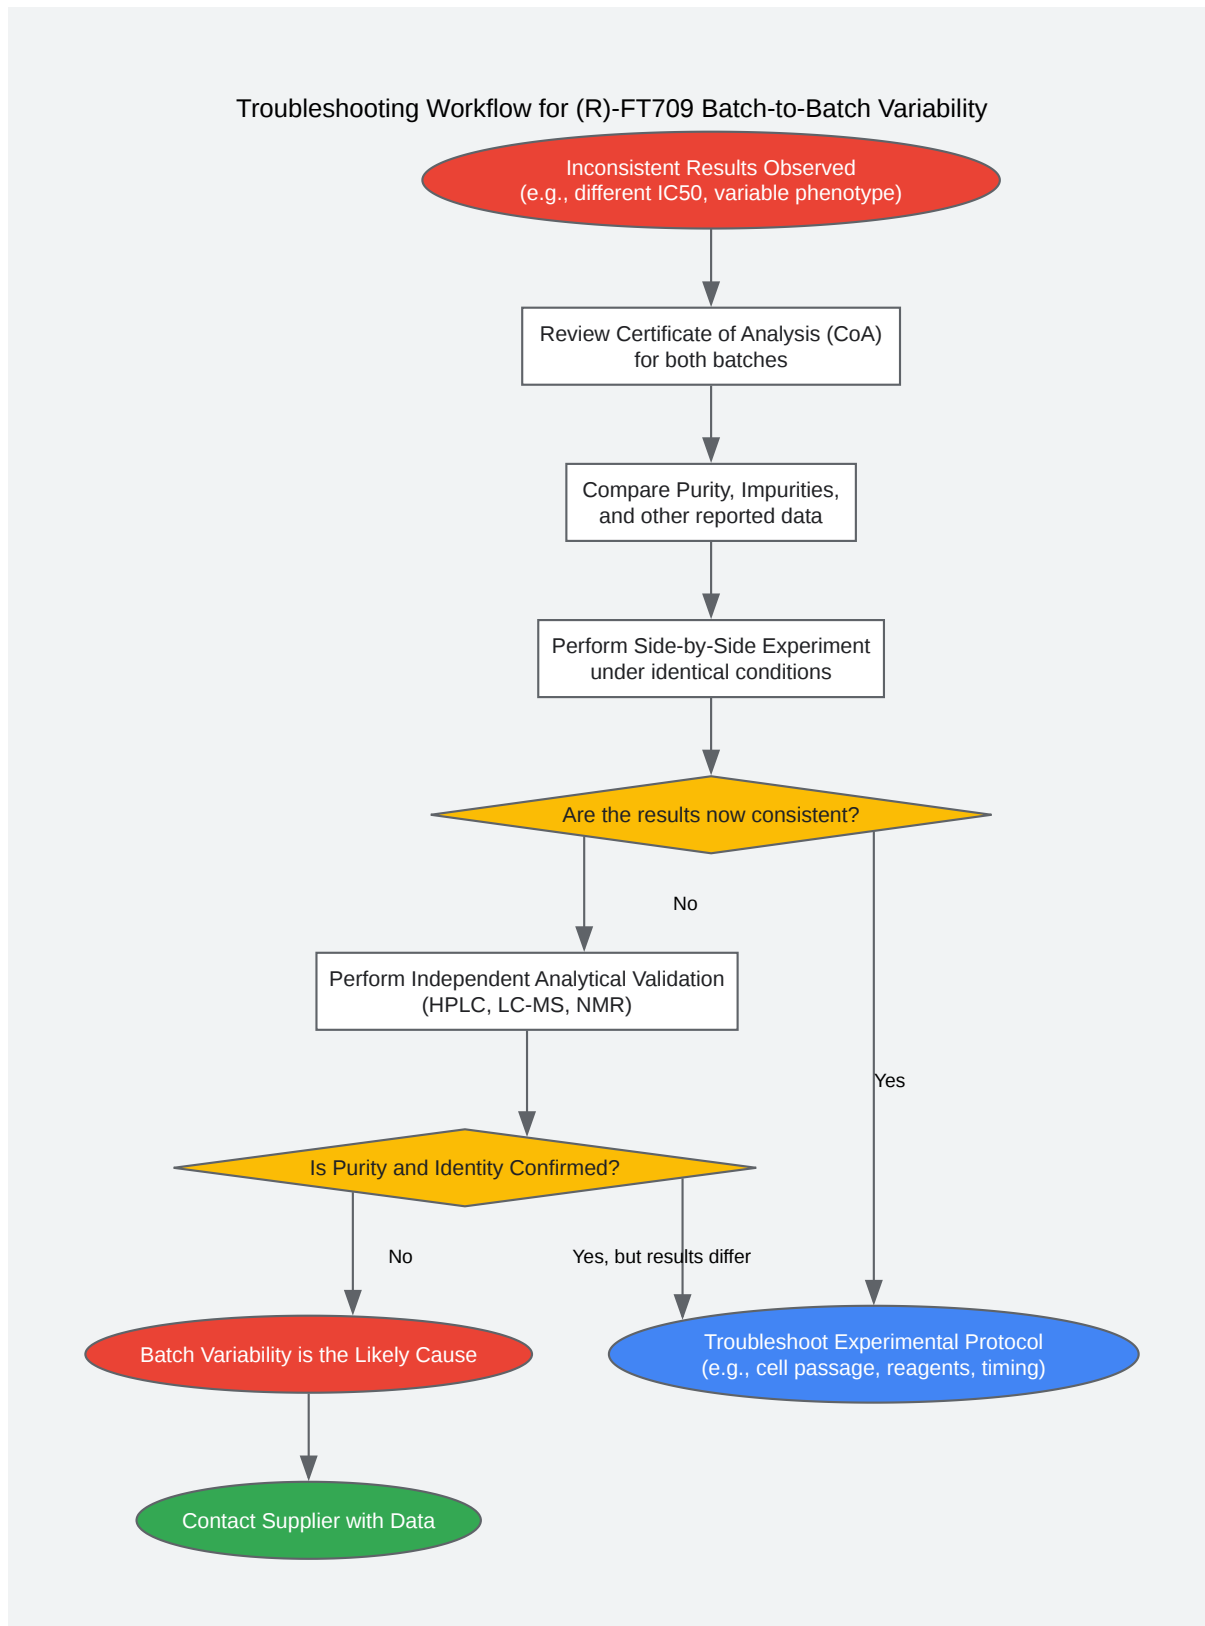 Troubleshooting Workflow for (R)-FT709 Batch-to-Batch Variability
Inconsistent Results Observed
(e.g., different IC50, variable phenotype)
Review Certificate of Analysis (CoA)
for both batches
Compare Purity, Impurities,
and other reported data
Perform Side-by-Side Experiment
under identical conditions
Are the results now consistent?
No
Perform Independent Analytical Validation
(HPLC, LC-MS, NMR)
Yes
Is Purity and Identity Confirmed?
No
Yes, but results differ
Batch Variability is the Likely Cause
Troubleshoot Experimental Protocol
(e.g., cell passage, reagents, timing)
Contact Supplier with Data